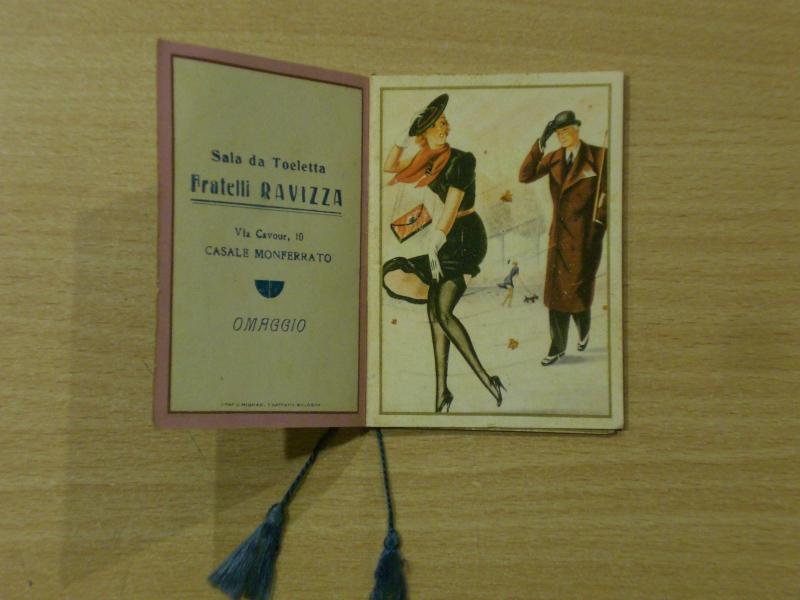 Sala da Toeletta
Fratelli RAVIZZA
Via Cavour, 10
CASALE MONFERRATO
OMAGGIO